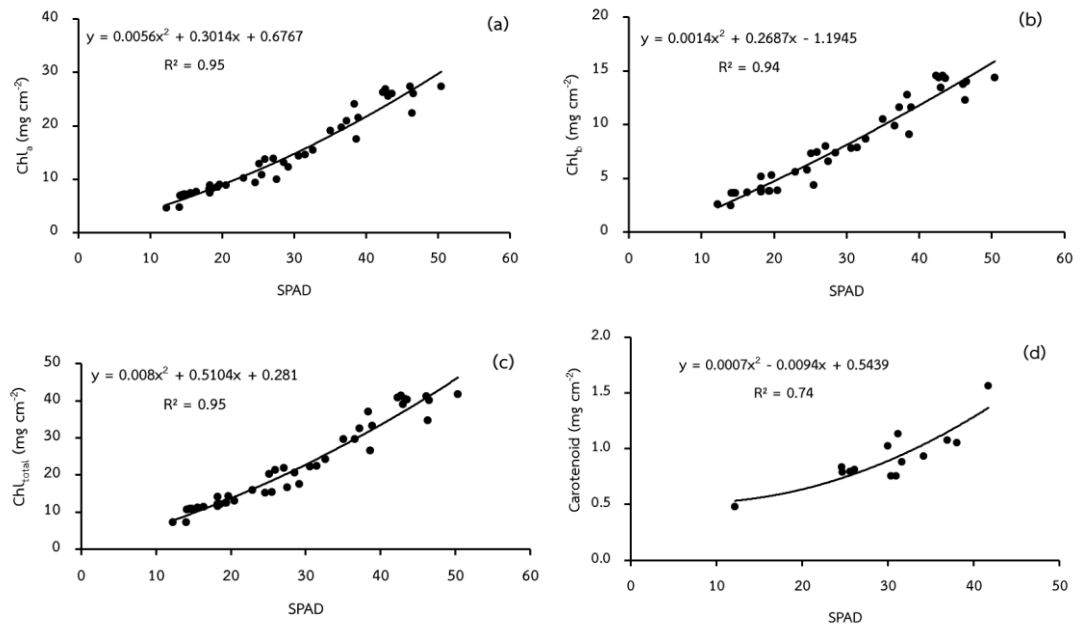 (a)
y = 0.0056x² + 0.3014x + 0.6767
R² = 0.95
Chlₐ (mg cm⁻²)
40
30
20
10
0
0 10 20 30 40 50 60
SPAD
(b)
y = 0.0014x² + 0.2687x - 1.1945
R² = 0.94
Chl_b (mg cm⁻²)
20
15
10
5
0
0 10 20 30 40 50 60
SPAD
(c)
y = 0.008x² + 0.5104x + 0.281
R² = 0.95
Chl_total (mg cm⁻²)
50
40
30
20
10
0
0 10 20 30 40 50 60
SPAD
(d)
y = 0.0007x² - 0.0094x + 0.5439
R² = 0.74
Carotenoid (mg cm⁻²)
2.0
1.5
1.0
0.5
0.0
0 10 20 30 40 50
SPAD